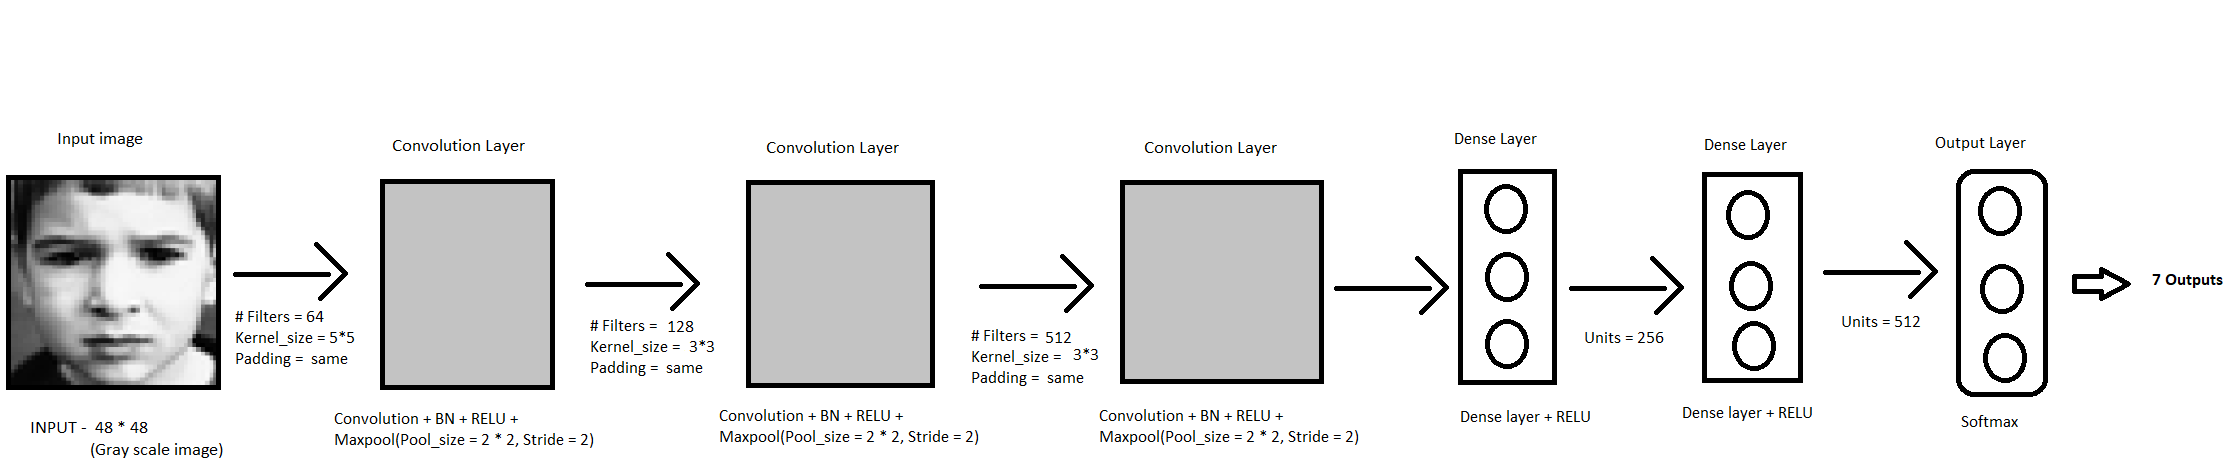 Input image
INPUT - 48 * 48
(Gray scale image)
# Filters = 64
Kernel_size = 5*5
Padding = same
Convolution Layer
Convolution + BN + RELU +
Maxpool(Pool_size = 2 * 2, Stride = 2)
# Filters = 128
Kernel_size = 3*3
Padding = same
Convolution Layer
Convolution + BN + RELU +
Maxpool(Pool_size = 2 * 2, Stride = 2)
# Filters = 512
Kernel_size = 3*3
Padding = same
Convolution Layer
Convolution + BN + RELU +
Maxpool(Pool_size = 2 * 2, Stride = 2)
Dense Layer
Dense layer + RELU
Units = 256
Dense Layer
Dense layer + RELU
Units = 512
Output Layer
Softmax
7 Outputs